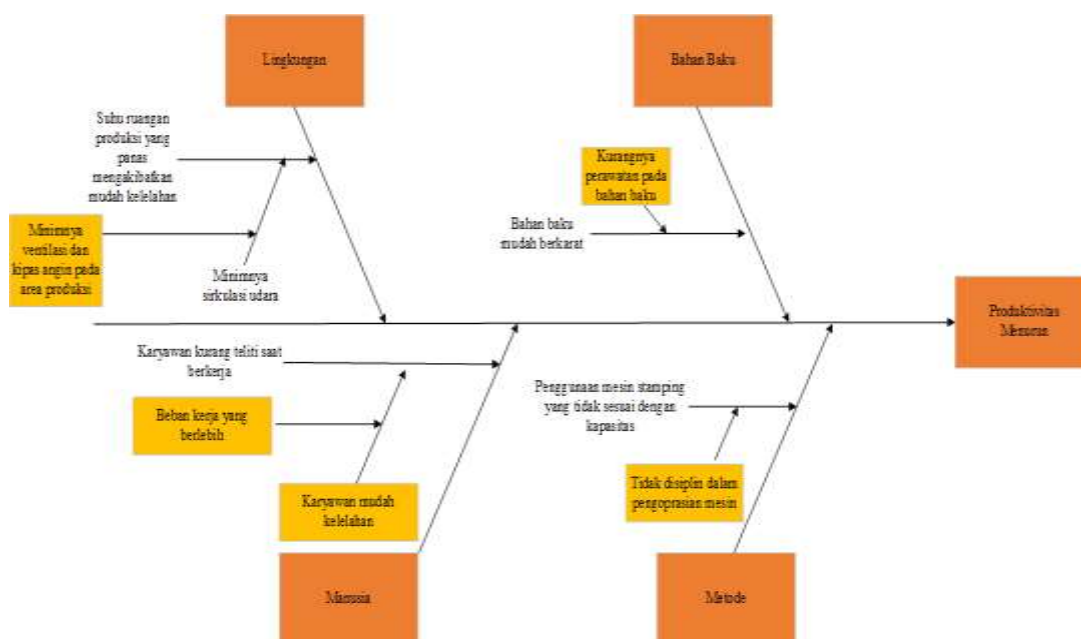 Lingkungan
Bahan Baku
Suhu ruangan
produksi yang
panas
mengakibatkan
mudah kelelahan
Kurangnya
perawatan pada
bahan baku
Minimnya
ventilasi dan
kipas angin pada
area produksi
Bahan baku
mudah berkarat
Minimnya
sirkulasi udara
Produktivitas
Menurun
Karyawan kurang teliti saat
berkerja
Penggunaan mesin stamping
yang tidak sesuai dengan
kapasitas
Beban kerja yang
berlebih
Tidak disiplin dalam
pengoprasian mesin
Karyawan mudah
kelelahan
Manusia
Metode